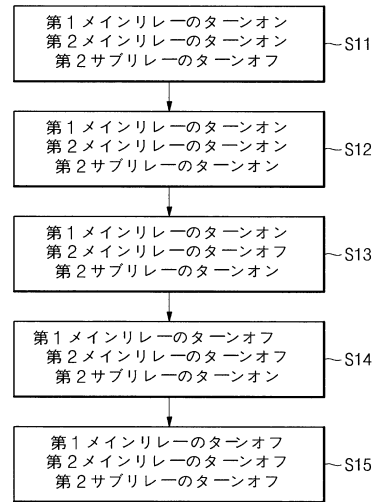 第1メインリレーのターンオン
第2メインリレーのターンオン
第2サブリレーのターンオフ
S11
第1メインリレーのターンオン
第2メインリレーのターンオン
第2サブリレーのターンオン
S12
第1メインリレーのターンオン
第2メインリレーのターンオフ
第2サブリレーのターンオン
S13
第1メインリレーのターンオフ
第2メインリレーのターンオフ
第2サブリレーのターンオン
S14
第1メインリレーのターンオフ
第2メインリレーのターンオフ
第2サブリレーのターンオフ
S15